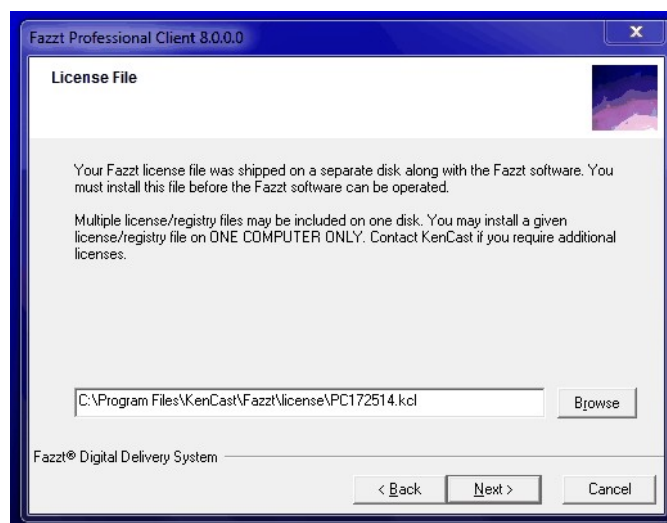 Fazzt Professional Client 8.0.0.0
x
License File
Your Fazzt license file was shipped on a separate disk along with the Fazzt software. You
must install this file before the Fazzt software can be operated.
Multiple license/registry files may be included on one disk. You may install a given
license/registry file on ONE COMPUTER ONLY. Contact KenCast if you require additional
licenses.
C:\Program Files\KenCast\Fazzt\license\PC172514.kcl
Browse
Fazzt® Digital Delivery System
< Back
Next >
Cancel